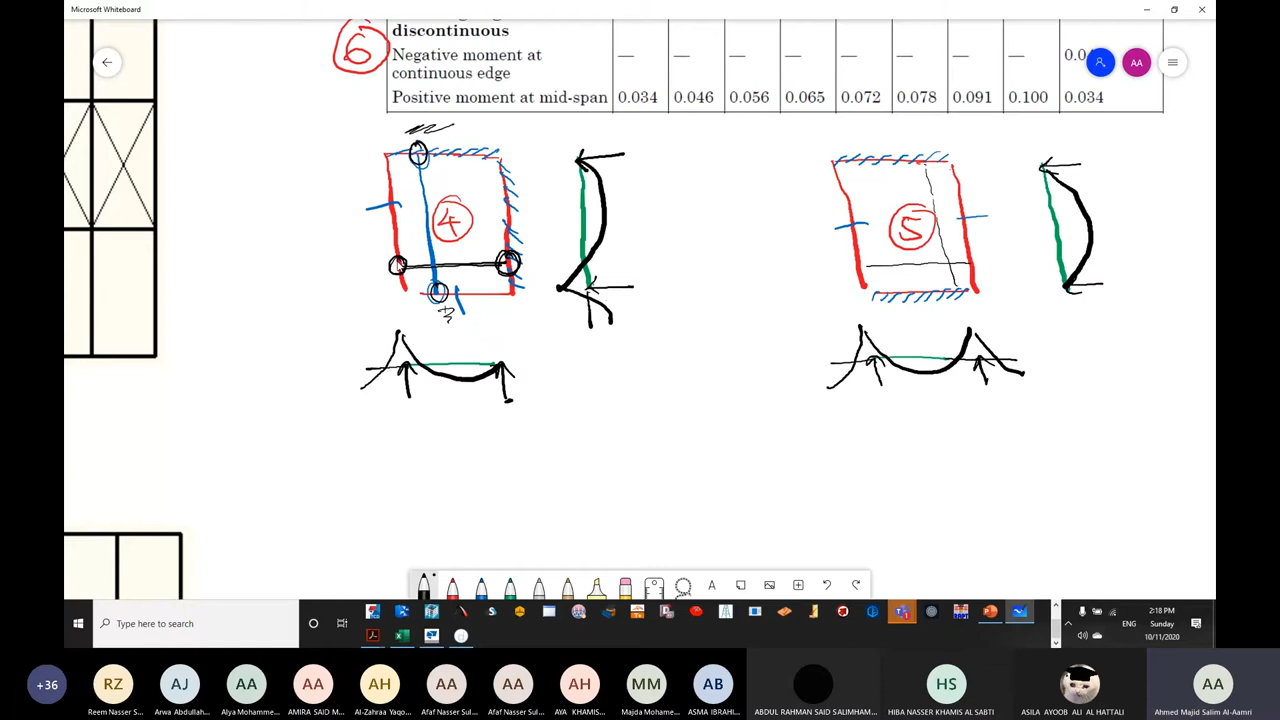 Microsoft Whiteboard
discontinuous
6
Negative moment at — — — — — — — — 0.0
continuous edge
Positive moment at mid-span 0.034 0.046 0.056 0.065 0.072 0.078 0.091 0.100 0.034
AA
4
5
A
Type here to search
ENG
2:18 PM
Sunday
10/11/2020
+36
RZ
AJ
AA
AA
AH
AA
AA
AH
MM
AB
HS
AA
Reem Nasser S...
Arwa Abdullah...
Alya Mohamme...
AMIRA SAID M...
Al-Zahraa Yaqo...
Afaf Nasser Sul...
Afaf Nasser Sul...
AYA KHAMIS...
Majda Mohame...
ASMA IBRAHI...
ABDUL RAHMAN SAID SALIMHAM...
HIBA NASSER KHAMIS AL SABTI
ASILA AYOOB ALI AL HATTALI
Ahmed Majid Salim Al-Aamri